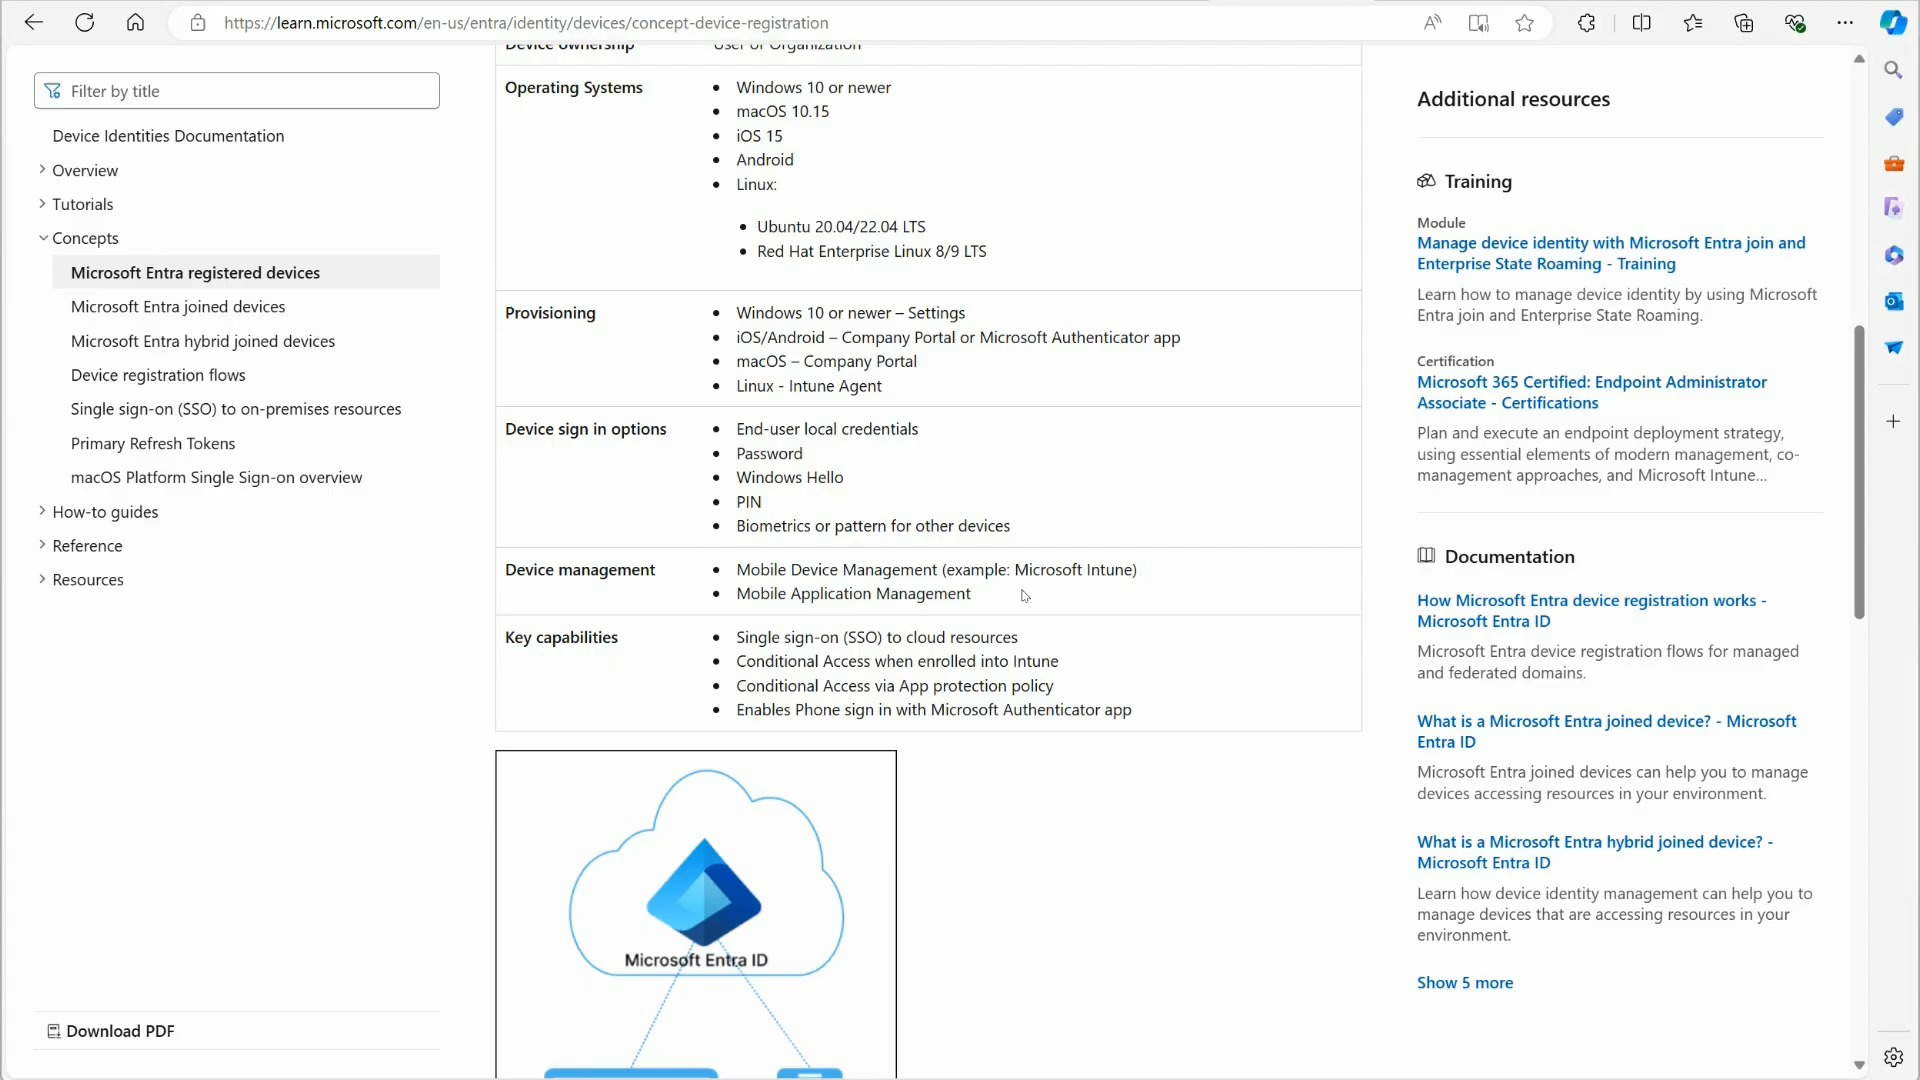 https://learn.microsoft.com/en-us/entra/identity/devices/concept-device-registration
Filter by title
Device Identities Documentation
Overview
Tutorials
Concepts
Microsoft Entra registered devices
Microsoft Entra joined devices
Microsoft Entra hybrid joined devices
Device registration flows
Single sign-on (SSO) to on-premises resources
Primary Refresh Tokens
macOS Platform Single Sign-on overview
How-to guides
Reference
Resources
Download PDF
Device ownership User or Organization
Operating Systems
Windows 10 or newer
macOS 10.15
iOS 15
Android
Linux:
Ubuntu 20.04/22.04 LTS
Red Hat Enterprise Linux 8/9 LTS
Provisioning
Windows 10 or newer – Settings
iOS/Android – Company Portal or Microsoft Authenticator app
macOS – Company Portal
Linux - Intune Agent
Device sign in options
End-user local credentials
Password
Windows Hello
PIN
Biometrics or pattern for other devices
Device management
Mobile Device Management (example: Microsoft Intune)
Mobile Application Management
Key capabilities
Single sign-on (SSO) to cloud resources
Conditional Access when enrolled into Intune
Conditional Access via App protection policy
Enables Phone sign in with Microsoft Authenticator app
Microsoft Entra ID
Additional resources
Training
Module
Manage device identity with Microsoft Entra join and
Enterprise State Roaming - Training
Learn how to manage device identity by using Microsoft
Entra join and Enterprise State Roaming.
Certification
Microsoft 365 Certified: Endpoint Administrator
Associate - Certifications
Plan and execute an endpoint deployment strategy,
using essential elements of modern management, co-
management approaches, and Microsoft Intune...
Documentation
How Microsoft Entra device registration works -
Microsoft Entra ID
Microsoft Entra device registration flows for managed
and federated domains.
What is a Microsoft Entra joined device? - Microsoft
Entra ID
Microsoft Entra joined devices can help you to manage
devices accessing resources in your environment.
What is a Microsoft Entra hybrid joined device? -
Microsoft Entra ID
Learn how device identity management can help you to
manage devices that are accessing resources in your
environment.
Show 5 more